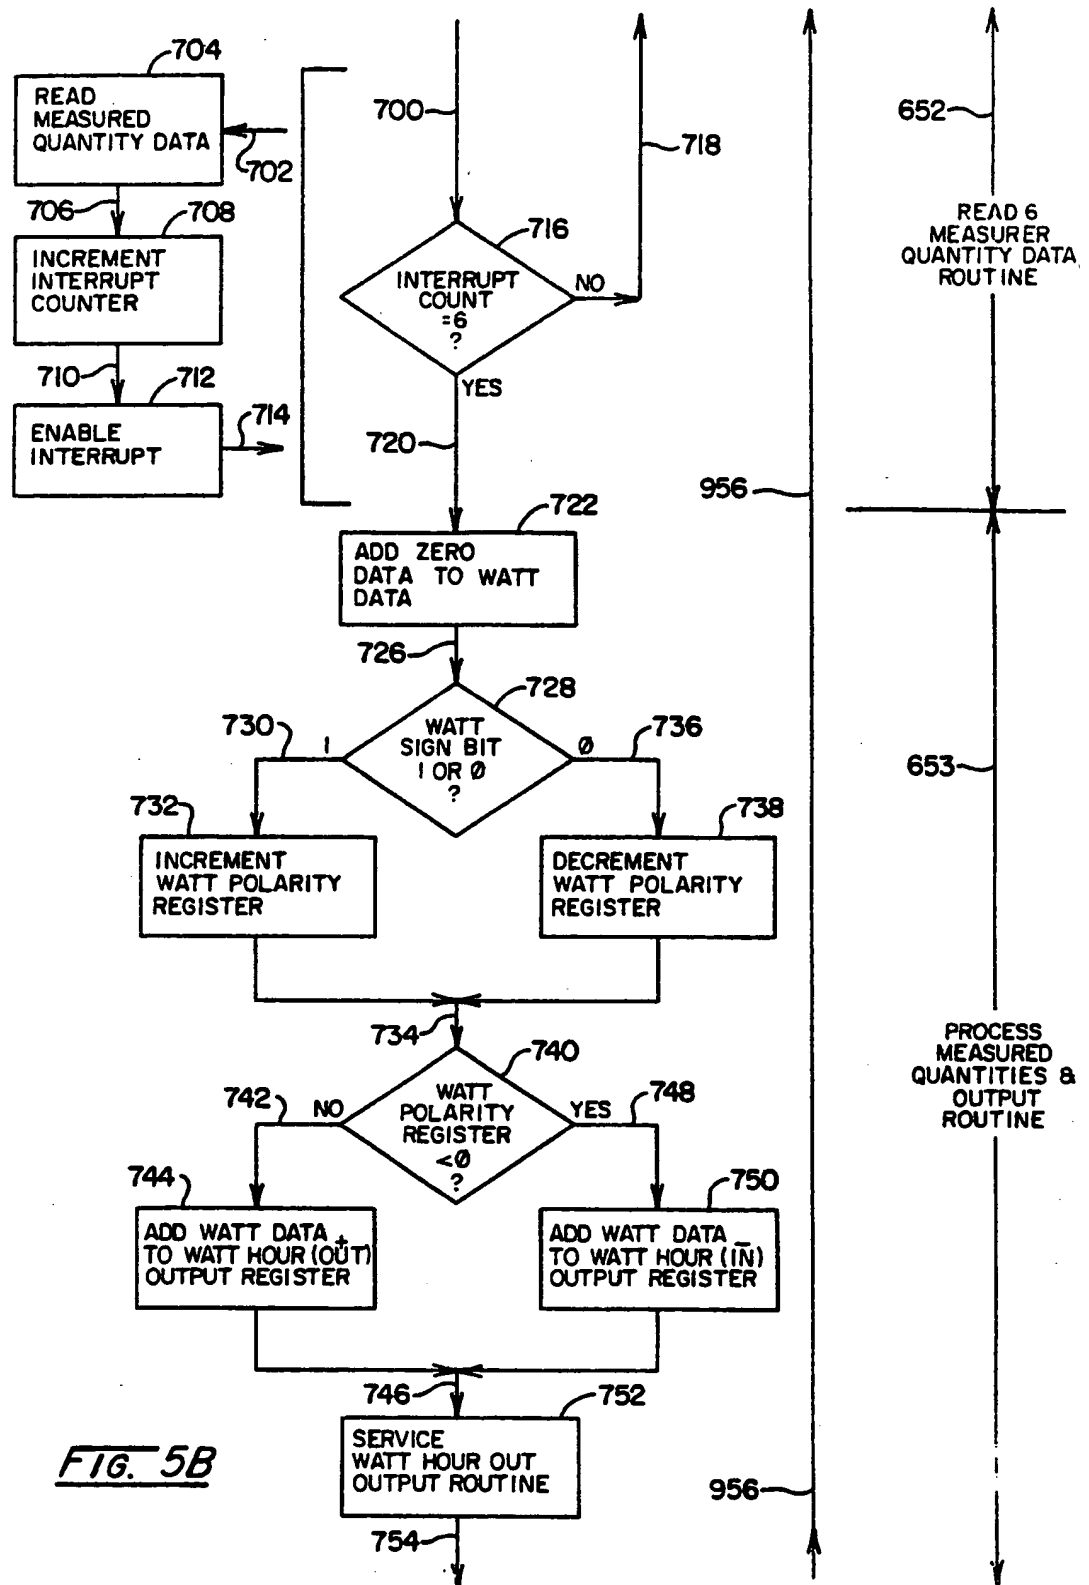 704
READ
MEASURED
QUANTITY DATA
702
706
708
INCREMENT
INTERRUPT
COUNTER
710
712
ENABLE
INTERRUPT
714
700
718
716
INTERRUPT
COUNT
=6
?
NO
YES
720
722
ADD ZERO
DATA TO WATT
DATA
726
728
WATT
SIGN BIT
1 OR Ø
?
730
1
Ø
736
732
INCREMENT
WATT POLARITY
REGISTER
738
DECREMENT
WATT POLARITY
REGISTER
734
740
WATT
POLARITY
REGISTER
<Ø
?
742
NO
YES
748
744
ADD WATT DATA +
TO WATT HOUR (OUT)
OUTPUT REGISTER
750
ADD WATT DATA –
TO WATT HOUR (IN)
OUTPUT REGISTER
746
752
SERVICE
WATT HOUR OUT
OUTPUT ROUTINE
754
956
956
652
READ 6
MEASURER
QUANTITY DATA
ROUTINE
653
PROCESS
MEASURED
QUANTITIES &
OUTPUT
ROUTINE
FIG. 5B